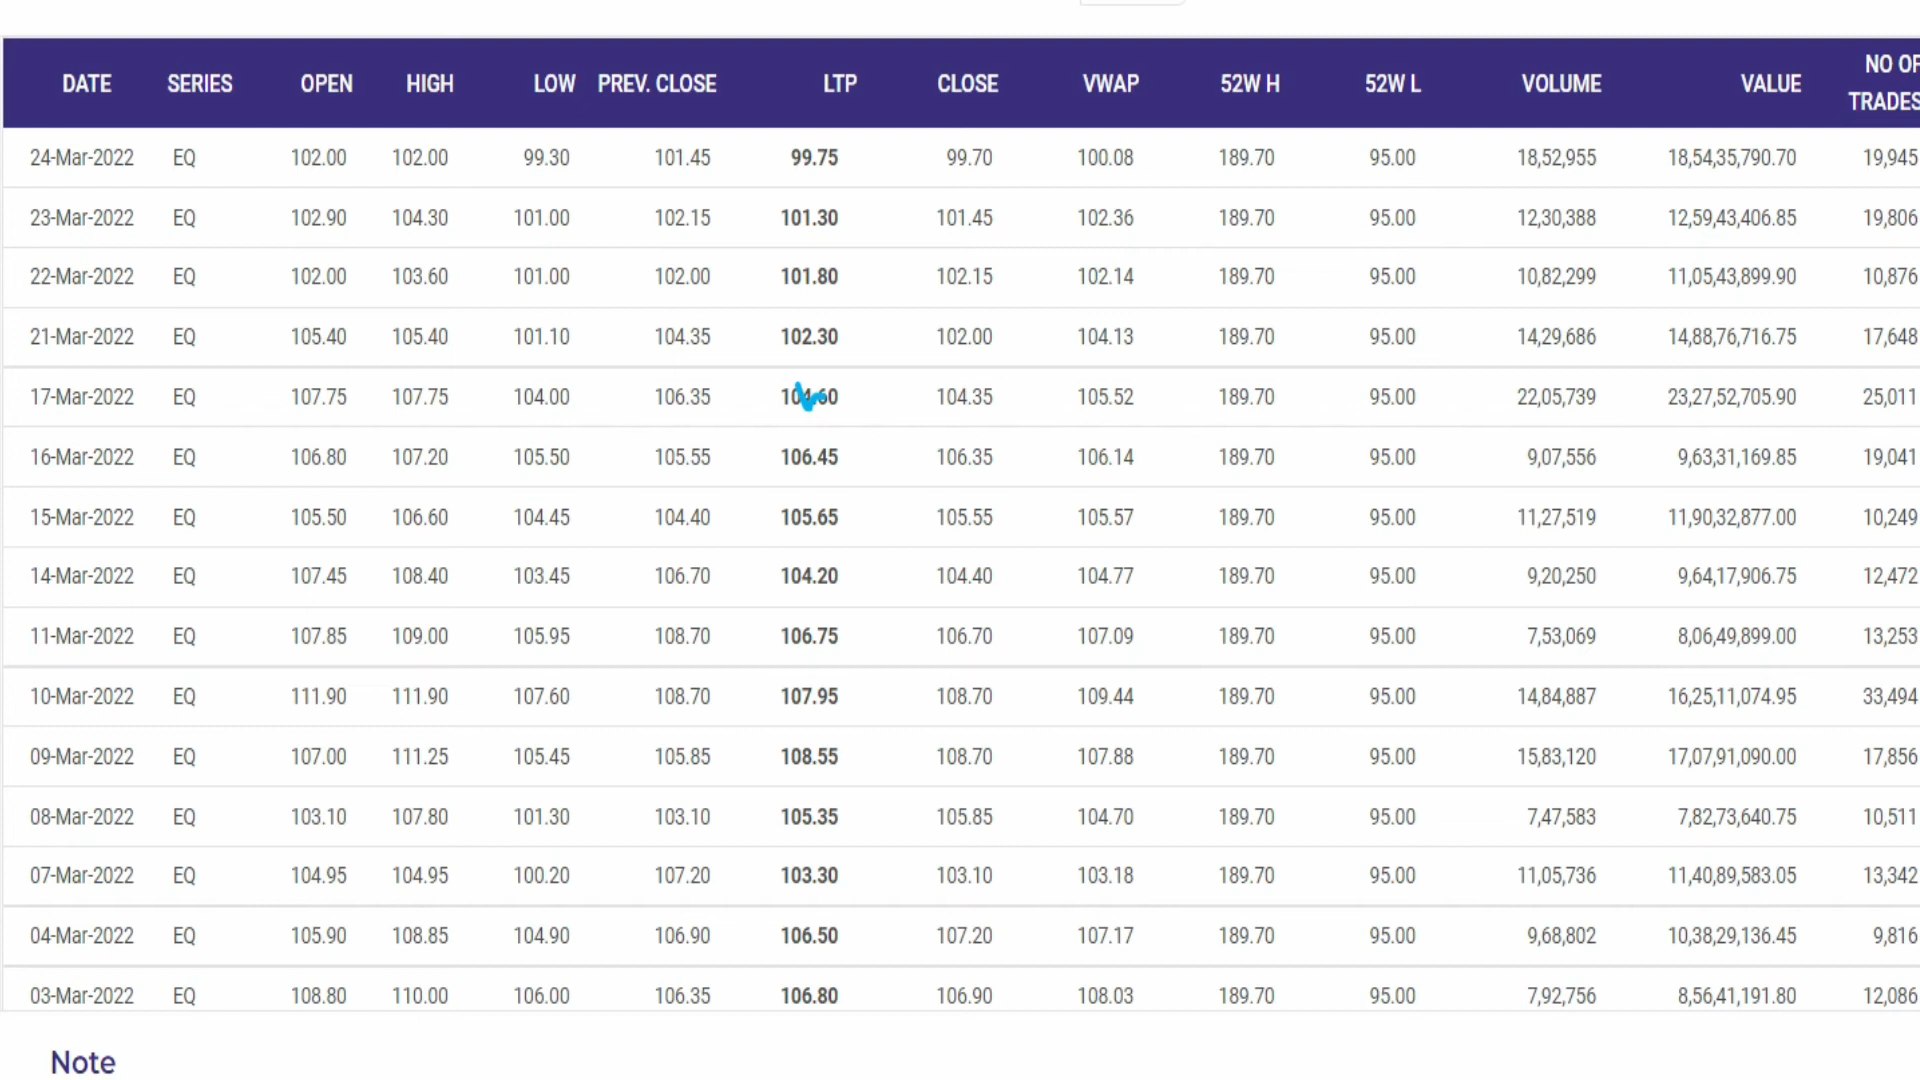 DATE SERIES OPEN HIGH LOW PREV. CLOSE LTP CLOSE VWAP 52W H 52W L VOLUME VALUE NO OF TRADES
24-Mar-2022 EQ 102.00 102.00 99.30 101.45 99.75 99.70 100.08 189.70 95.00 18,52,955 18,54,35,790.70 19,945
23-Mar-2022 EQ 102.90 104.30 101.00 102.15 101.30 101.45 102.36 189.70 95.00 12,30,388 12,59,43,406.85 19,806
22-Mar-2022 EQ 102.00 103.60 101.00 102.00 101.80 102.15 102.14 189.70 95.00 10,82,299 11,05,43,899.90 10,876
21-Mar-2022 EQ 105.40 105.40 101.10 104.35 102.30 102.00 104.13 189.70 95.00 14,29,686 14,88,76,716.75 17,648
17-Mar-2022 EQ 107.75 107.75 104.00 106.35 104.60 104.35 105.52 189.70 95.00 22,05,739 23,27,52,705.90 25,011
16-Mar-2022 EQ 106.80 107.20 105.50 105.55 106.45 106.35 106.14 189.70 95.00 9,07,556 9,63,31,169.85 19,041
15-Mar-2022 EQ 105.50 106.60 104.45 104.40 105.65 105.55 105.57 189.70 95.00 11,27,519 11,90,32,877.00 10,249
14-Mar-2022 EQ 107.45 108.40 103.45 106.70 104.20 104.40 104.77 189.70 95.00 9,20,250 9,64,17,906.75 12,472
11-Mar-2022 EQ 107.85 109.00 105.95 108.70 106.75 106.70 107.09 189.70 95.00 7,53,069 8,06,49,899.00 13,253
10-Mar-2022 EQ 111.90 111.90 107.60 108.70 107.95 108.70 109.44 189.70 95.00 14,84,887 16,25,11,074.95 33,494
09-Mar-2022 EQ 107.00 111.25 105.45 105.85 108.55 108.70 107.88 189.70 95.00 15,83,120 17,07,91,090.00 17,856
08-Mar-2022 EQ 103.10 107.80 101.30 103.10 105.35 105.85 104.70 189.70 95.00 7,47,583 7,82,73,640.75 10,511
07-Mar-2022 EQ 104.95 104.95 100.20 107.20 103.30 103.10 103.18 189.70 95.00 11,05,736 11,40,89,583.05 13,342
04-Mar-2022 EQ 105.90 108.85 104.90 106.90 106.50 107.20 107.17 189.70 95.00 9,68,802 10,38,29,136.45 9,816
03-Mar-2022 EQ 108.80 110.00 106.00 106.35 106.80 106.90 108.03 189.70 95.00 7,92,756 8,56,41,191.80 12,086
Note